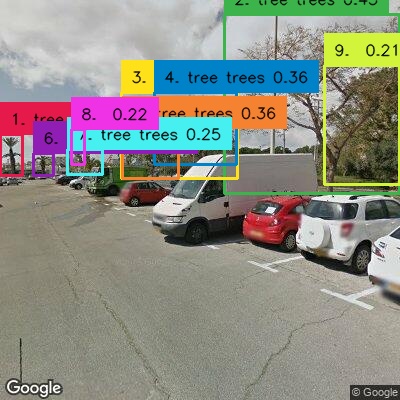 2. tree trees 0.45
9. 0.21
3.
4. tree trees 0.36
8. 0.22
tree trees 0.36
1. tree
6.
tree trees 0.25
Google
© Google